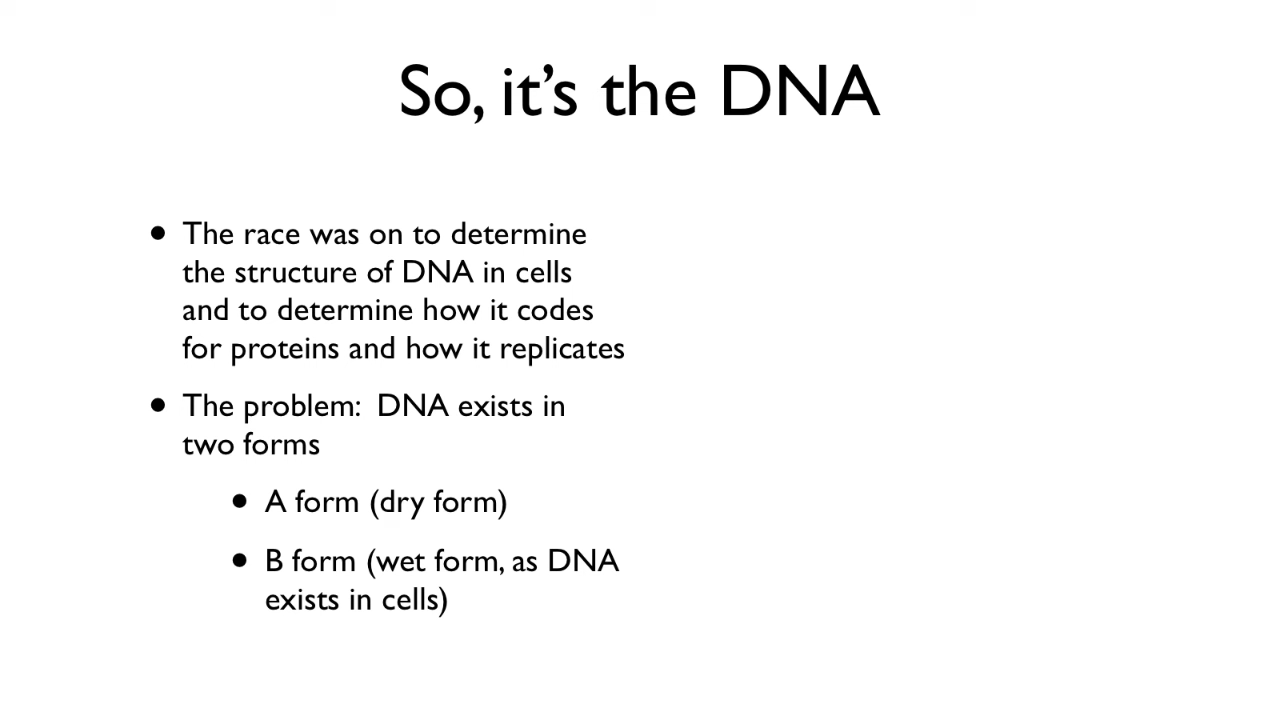 So, it’s the DNA
• The race was on to determine
the structure of DNA in cells
and to determine how it codes
for proteins and how it replicates
• The problem:  DNA exists in
two forms
• A form (dry form)
• B form (wet form, as DNA
exists in cells)